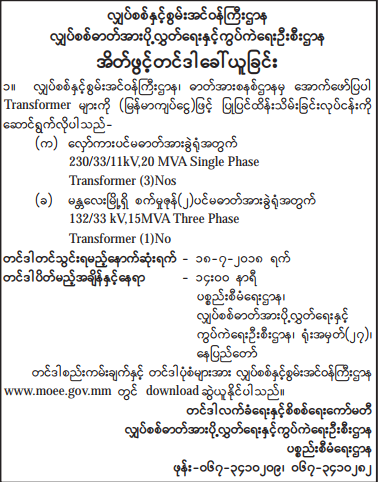 လျှပ်စစ်နှင့်စွမ်းအင်ဝန်ကြီးဌာန
လျှပ်စစ်ဓာတ်အားပို့လွှတ်ရေးနှင့်ကွပ်ကဲရေးဦးစီးဌာန
အိတ်ဖွင့်တင်ဒါခေါ်ယူခြင်း
၁။ လျှပ်စစ်နှင့်စွမ်းအင်ဝန်ကြီးဌာန၊ ဓာတ်အားစနစ်ဌာနမှ အောက်ဖော်ပြပါ
Transformer များကို (မြန်မာကျပ်ငွေ)ဖြင့် ပြုပြင်ထိန်းသိမ်းခြင်းလုပ်ငန်းကို
ဆောင်ရွက်လိုပါသည်-
(က) လှော်ကားပင်မဓာတ်အားခွဲရုံအတွက်
230/33/11kV,20 MVA Single Phase
Transformer (3)Nos
(ခ) မန္တလေးမြို့ရှိ စက်မှုဇုန်(၂)ပင်မဓာတ်အားခွဲရုံအတွက်
132/33 kV,15MVA Three Phase
Transformer (1)No
တင်ဒါတင်သွင်းရမည့်နောက်ဆုံးရက် - ၁၈-၇-၂၀၁၈ ရက်
တင်ဒါပိတ်မည့်အချိန်နှင့်နေရာ - ၁၄း၀၀ နာရီ
ပစ္စည်းစီမံရေးဌာန၊
လျှပ်စစ်ဓာတ်အားပို့လွှတ်ရေးနှင့်
ကွပ်ကဲရေးဦးစီးဌာန၊ ရုံးအမှတ်(၂၇)၊
နေပြည်တော်
တင်ဒါစည်းကမ်းချက်နှင့် တင်ဒါပုံစံများအား လျှပ်စစ်နှင့်စွမ်းအင်ဝန်ကြီးဌာန
www.moee.gov.mm တွင် download ဆွဲယူနိုင်ပါသည်။
တင်ဒါလက်ခံရေးနှင့်စိစစ်ရေးကော်မတီ
လျှပ်စစ်ဓာတ်အားပို့လွှတ်ရေးနှင့်ကွပ်ကဲရေးဦးစီးဌာန
ပစ္စည်းစီမံရေးဌာန
ဖုန်း-၀၆၇-၃၄၁၀၂၀၉၊ ၀၆၇-၃၄၁၀၂၈၂